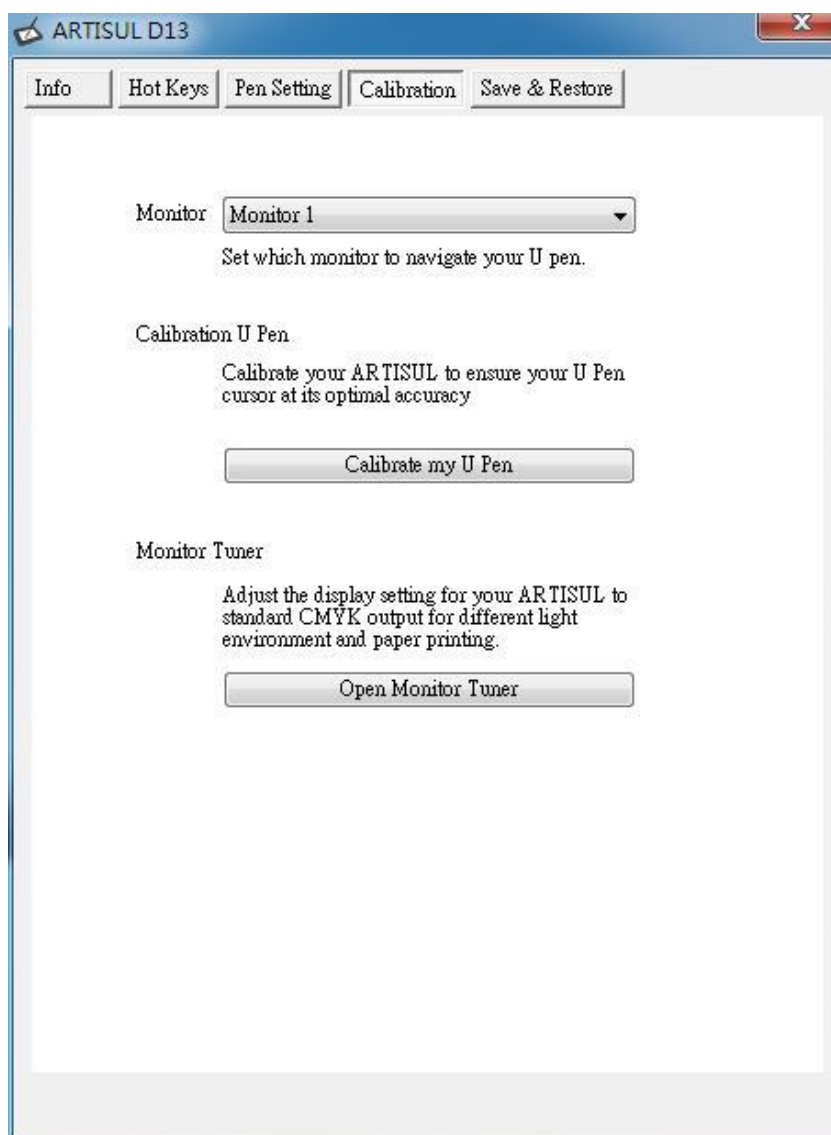 ARTISUL D13
Info Hot Keys Pen Setting Calibration Save & Restore
Monitor Monitor 1
Set which monitor to navigate your U pen.
Calibration U Pen
Calibrate your ARTISUL to ensure your U Pen
cursor at its optimal accuracy
Calibrate my U Pen
Monitor Tuner
Adjust the display setting for your ARTISUL to
standard CMYK output for different light
environment and paper printing.
Open Monitor Tuner